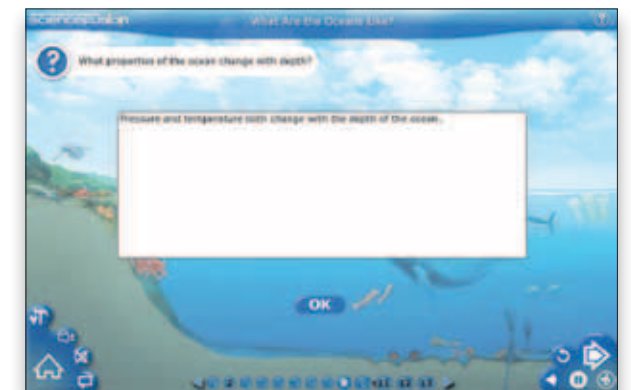 sciencefusion
What Are the Oceans Like?
What properties of the ocean change with depth?
Pressure and temperature both change with the depth of the ocean.
OK